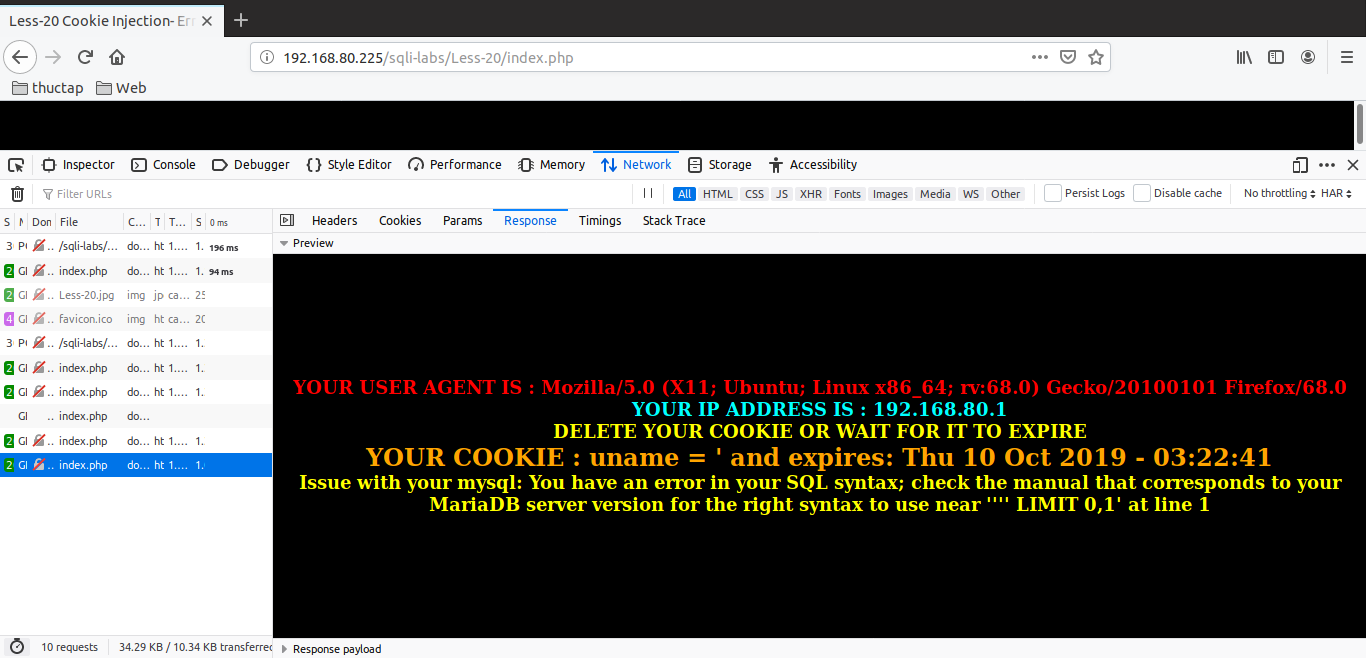 Less-20 Cookie Injection- Er
192.168.80.225/sqli-labs/Less-20/index.php
thuctap Web
Inspector Console Debugger Style Editor Performance Memory Network Storage Accessibility
Filter URLs All HTML CSS JS XHR Fonts Images Media WS Other Persist Logs Disable cache No throttling HAR
S Don File C... T T... S 0 ms
Headers Cookies Params Response Timings Stack Trace
Preview
3 /sqli-labs/... do... ht 1.... 1. 196 ms
2 GI .. index.php do... ht 1.... 1. 94 ms
2 GI .. Less-20.jpg img jp ca... 25
4 GI .. favicon.ico img ht ca... 20
3 GI .. /sqli-labs/... do... ht 1.... 1.
2 GI .. index.php do... ht 1.... 1.
2 GI .. index.php do... ht 1.... 1.
GI .. index.php do...
2 GI .. index.php do... ht 1.... 1.
2 GI .. index.php do... ht 1.... 1.
YOUR USER AGENT IS : Mozilla/5.0 (X11; Ubuntu; Linux x86_64; rv:68.0) Gecko/20100101 Firefox/68.0
YOUR IP ADDRESS IS : 192.168.80.1
DELETE YOUR COOKIE OR WAIT FOR IT TO EXPIRE
YOUR COOKIE : uname = ' and expires: Thu 10 Oct 2019 - 03:22:41
Issue with your mysql: You have an error in your SQL syntax; check the manual that corresponds to your
MariaDB server version for the right syntax to use near '''' LIMIT 0,1' at line 1
10 requests 34.29 KB / 10.34 KB transferred
Response payload